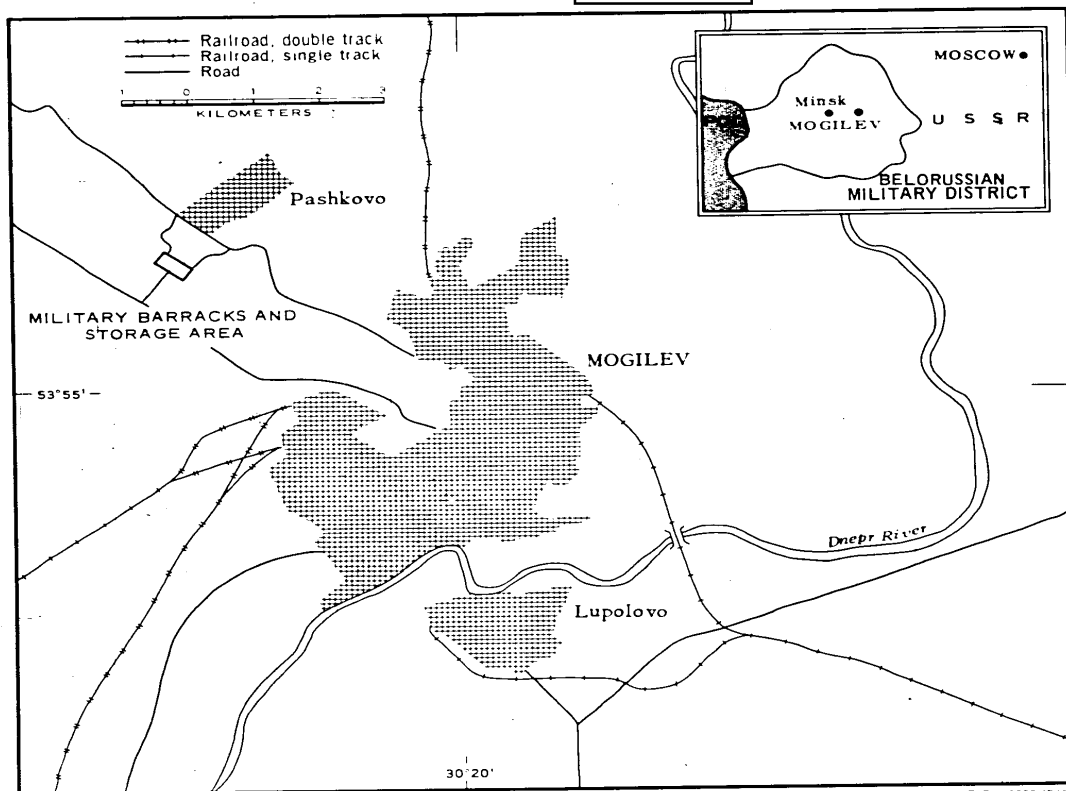 Railroad, double track
Railroad, single track
Road
1 0 1 2 3
KILOMETERS
MOSCOW
Minsk
MOGILEV
U S S R
BELORUSSIAN
MILITARY DISTRICT
Pashkovo
MILITARY BARRACKS AND
STORAGE AREA
MOGILEV
53°55'
Dnepr River
Lupolovo
30°20'